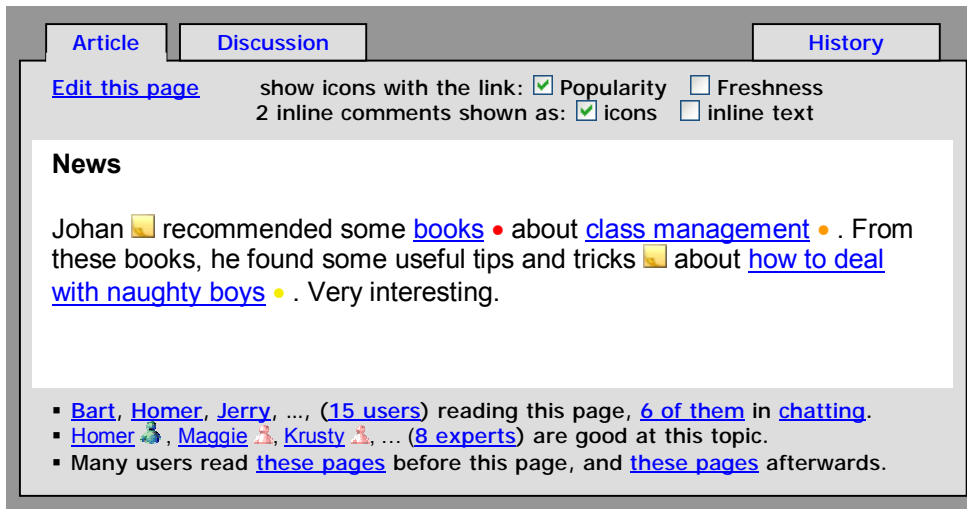 Article Discussion History
Edit this page show icons with the link: Popularity Freshness
2 inline comments shown as: icons inline text
News
Johan recommended some books • about class management • . From
these books, he found some useful tips and tricks about how to deal
with naughty boys • . Very interesting.
▪ Bart, Homer, Jerry, ..., (15 users) reading this page, 6 of them in chatting.
▪ Homer , Maggie , Krusty , ... (8 experts) are good at this topic.
▪ Many users read these pages before this page, and these pages afterwards.